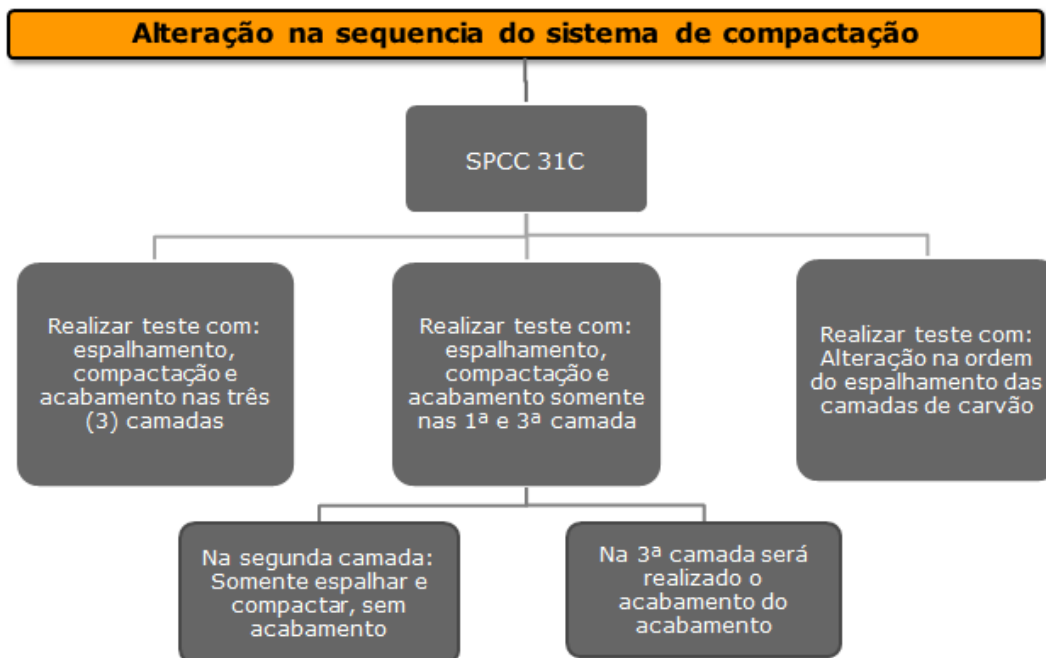 Alteração na sequencia do sistema de compactação
SPCC 31C
Realizar teste com:
espalhamento,
compactação e
acabamento nas três
(3) camadas
Realizar teste com:
espalhamento,
compactação e
acabamento somente
nas 1ª e 3ª camada
Realizar teste com:
Alteração na ordem
do espalhamento das
camadas de carvão
Na segunda camada:
Somente espalhar e
compactar, sem
acabamento
Na 3ª camada será
realizado o
acabamento do
acabamento